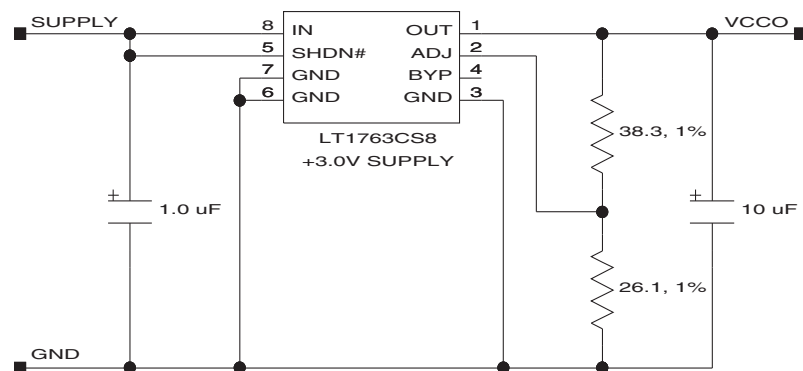 SUPPLY
8 IN OUT 1
VCCO
5 SHDN# ADJ 2
7 GND BYP 4
6 GND GND 3
LT1763CS8
+3.0V SUPPLY
38.3, 1%
+
1.0 uF
+
10 uF
26.1, 1%
GND